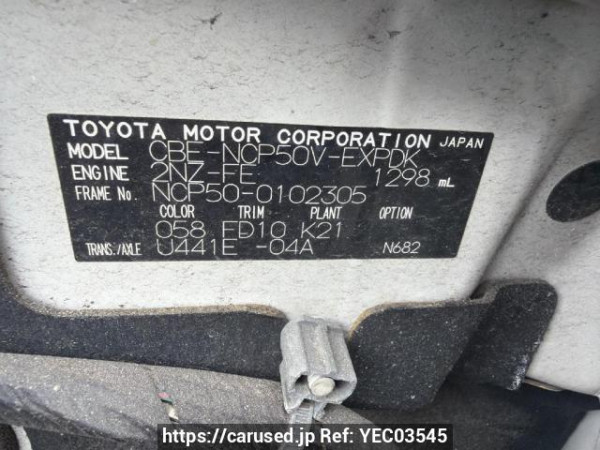 TOYOTA MOTOR CORPORATION JAPAN
MODEL CBE-NCP50V-EXPDK
ENGINE 2NZ-FE 1298 mL
FRAME No. NCP50-0102305
COLOR TRIM PLANT OPTION
058 FD10 K21
TRANS./AXLE U441E -04A N682
https://carused.jp Ref: YEC03545